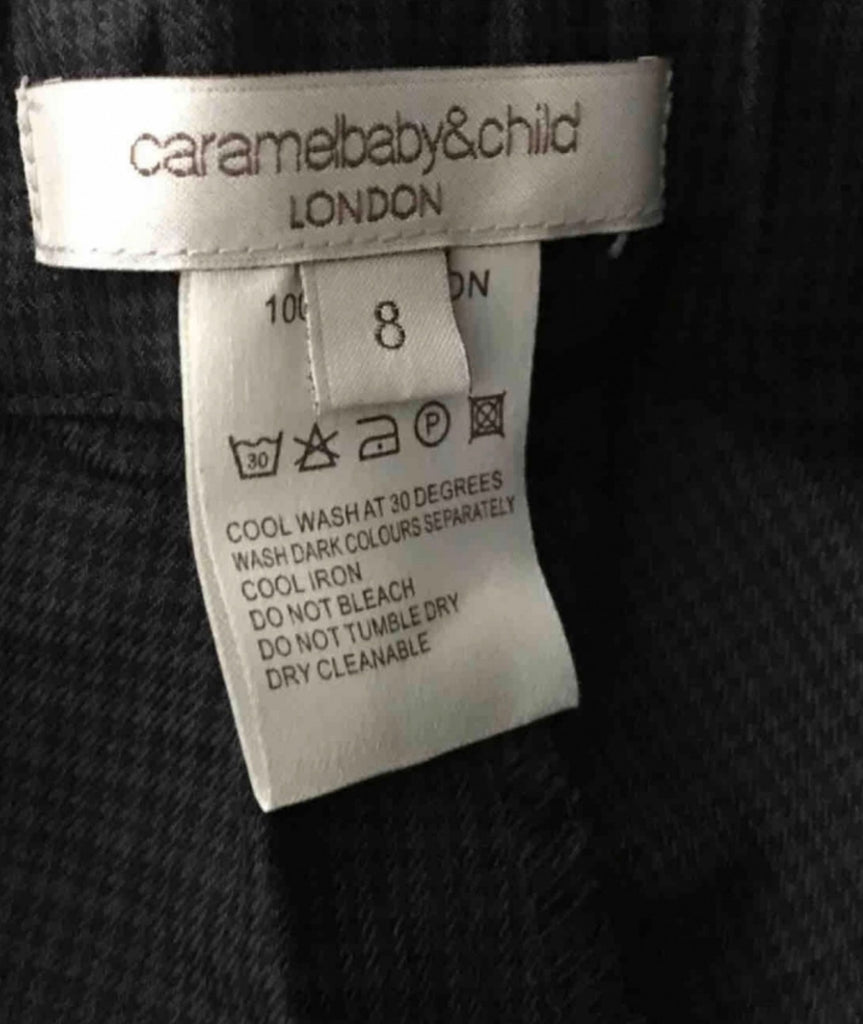 caramelbaby&child
LONDON
8
30
P
COOL WASH AT 30 DEGREES
WASH DARK COLOURS SEPARATELY
COOL IRON
DO NOT BLEACH
DO NOT TUMBLE DRY
DRY CLEANABLE